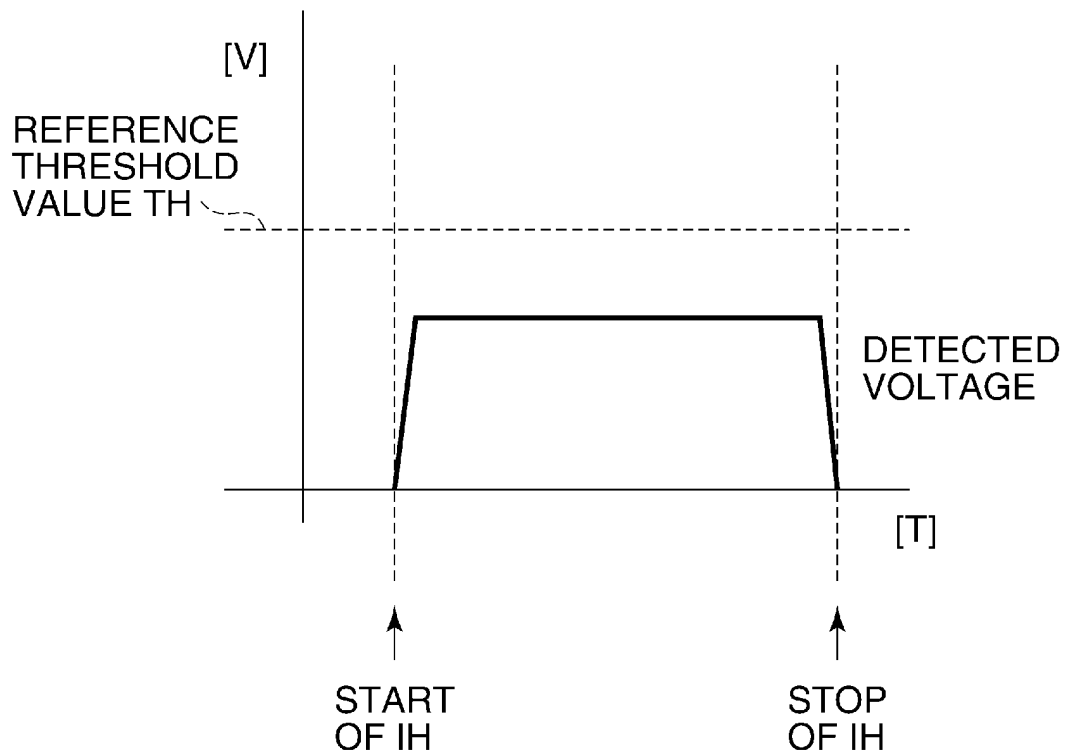 [V]
REFERENCE
THRESHOLD
VALUE TH
DETECTED
VOLTAGE
[T]
START
OF IH
STOP
OF IH